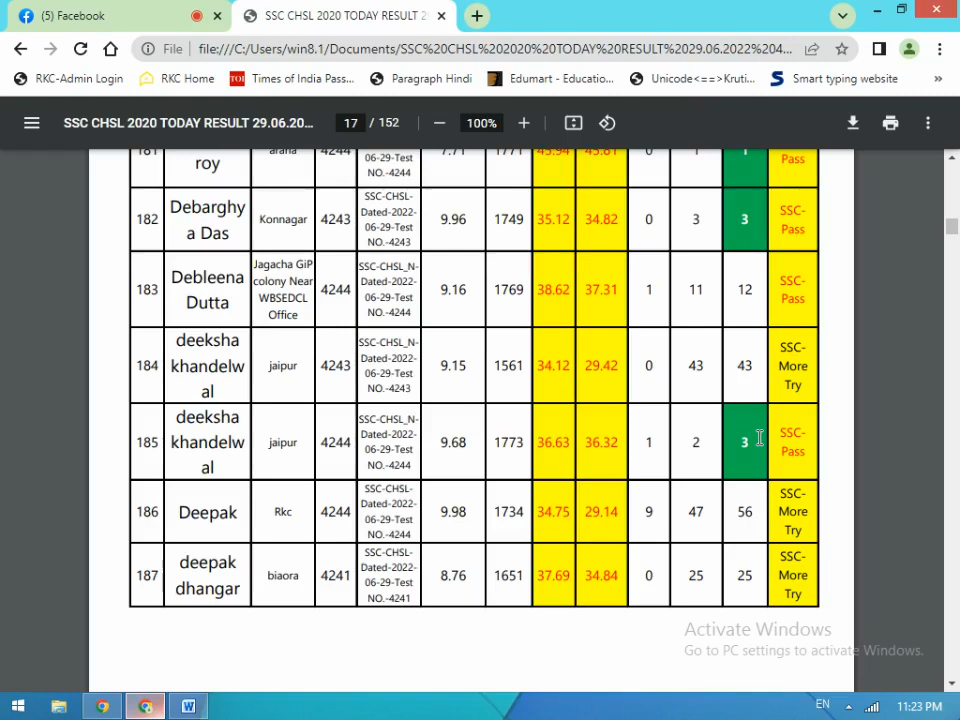 (5) Facebook
SSC CHSL 2020 TODAY RESULT 2
File file:///C:/Users/win8.1/Documents/SSC%20CHSL%202020%20TODAY%20RESULT%2029.06.2022%204...
RKC-Admin Login RKC Home TOI Times of India Pass... Paragraph Hindi Edumart - Educatio... Unicode<==>Kruti... Smart typing website »
SSC CHSL 2020 TODAY RESULT 29.06.20... 17 / 152 100%
181 roy arana 4244 06-29-Test NO.-4244 7.71 1771 45.94 45.81 0 1 1 Pass
182 Debarghy a Das Konnagar 4243 SSC-CHSL- Dated-2022- 06-29-Test NO.-4243 9.96 1749 35.12 34.82 0 3 3 SSC- Pass
183 Debleena Dutta Jagacha GiP colony Near WBSEDCL Office 4244 SSC-CHSL_N- Dated-2022- 06-29-Test NO.-4244 9.16 1769 38.62 37.31 1 11 12 SSC- Pass
184 deeksha khandelw al jaipur 4243 SSC-CHSL_N- Dated-2022- 06-29-Test NO.-4243 9.15 1561 34.12 29.42 0 43 43 SSC- More Try
185 deeksha khandelw al jaipur 4244 SSC-CHSL_N- Dated-2022- 06-29-Test NO.-4244 9.68 1773 36.63 36.32 1 2 3 SSC- Pass
186 Deepak Rkc 4244 SSC-CHSL- Dated-2022- 06-29-Test NO.-4244 9.98 1734 34.75 29.14 9 47 56 SSC- More Try
187 deepak dhangar biaora 4241 SSC-CHSL- Dated-2022- 06-29-Test NO.-4241 8.76 1651 37.69 34.84 0 25 25 SSC- More Try
Activate Windows
Go to PC settings to activate Windows.
EN 11:23 PM